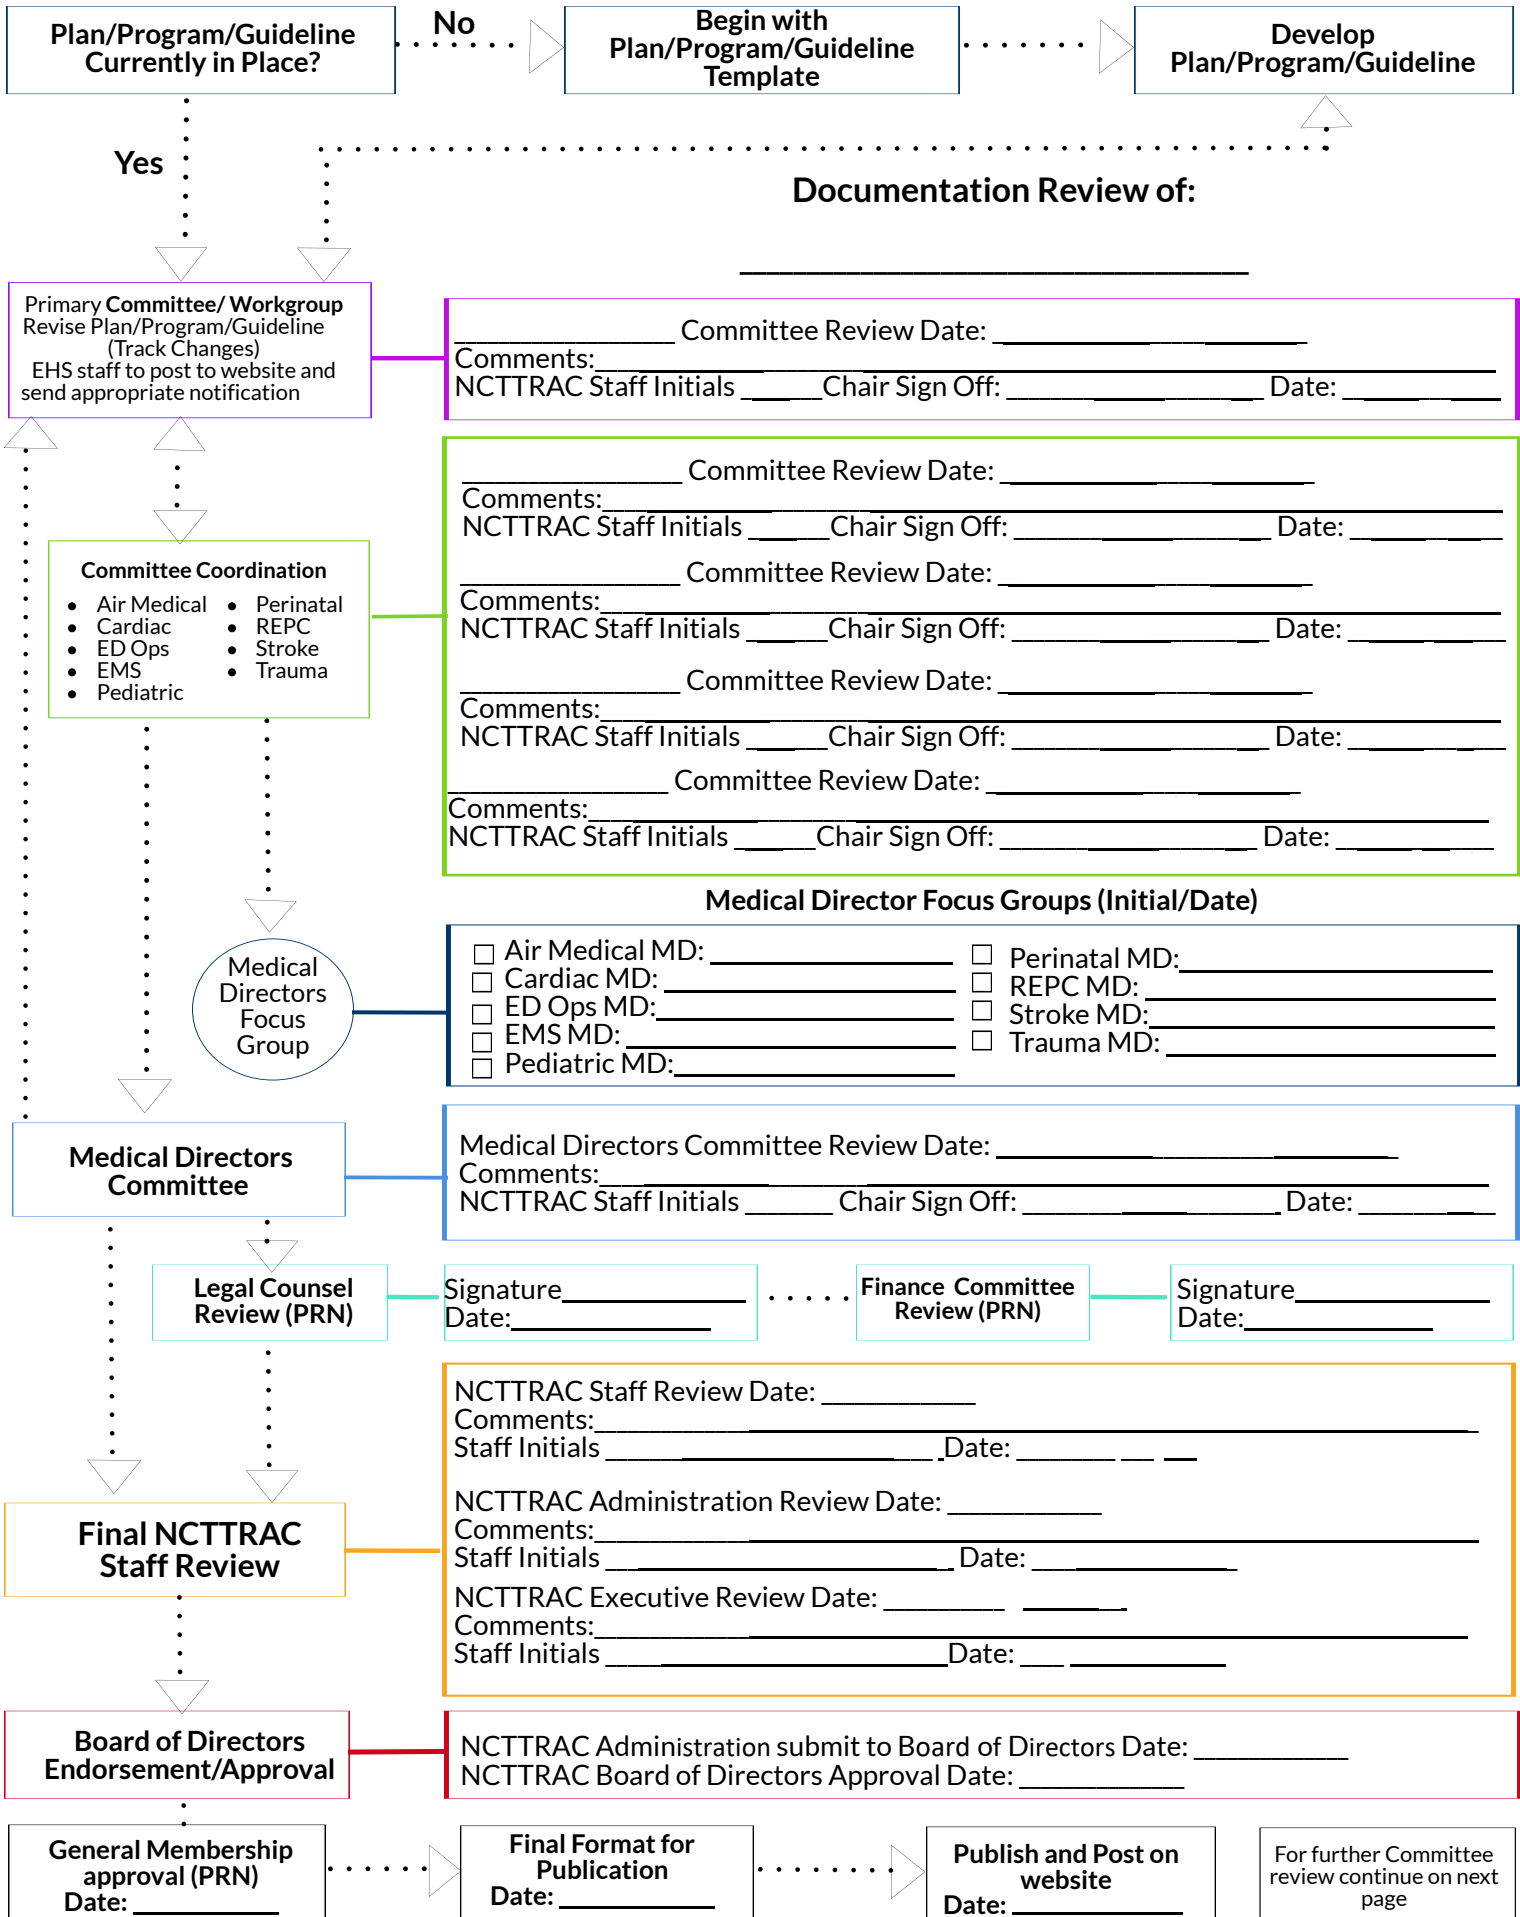 Plan/Program/Guideline
Currently in Place?
No
Begin with
Plan/Program/Guideline
Template
Develop
Plan/Program/Guideline
Yes
Documentation Review of:
Primary Committee/ Workgroup
Revise Plan/Program/Guideline
(Track Changes)
EHS staff to post to website and
send appropriate notification
Committee Review Date:
Comments:
NCTTRAC Staff Initials Chair Sign Off: Date:
Committee Coordination
Air Medical
Cardiac
ED Ops
EMS
Pediatric
Perinatal
REPC
Stroke
Trauma
Committee Review Date:
Comments:
NCTTRAC Staff Initials Chair Sign Off: Date:
Committee Review Date:
Comments:
NCTTRAC Staff Initials Chair Sign Off: Date:
Committee Review Date:
Comments:
NCTTRAC Staff Initials Chair Sign Off: Date:
Committee Review Date:
Comments:
NCTTRAC Staff Initials Chair Sign Off: Date:
Medical Director Focus Groups (Initial/Date)
Medical
Directors
Focus
Group
Air Medical MD:
Cardiac MD:
ED Ops MD:
EMS MD:
Pediatric MD:
Perinatal MD:
REPC MD:
Stroke MD:
Trauma MD:
Medical Directors
Committee
Medical Directors Committee Review Date:
Comments:
NCTTRAC Staff Initials Chair Sign Off: Date:
Legal Counsel
Review (PRN)
Signature
Date:
Finance Committee
Review (PRN)
Signature
Date:
Final NCTTRAC
Staff Review
NCTTRAC Staff Review Date:
Comments:
Staff Initials Date:
NCTTRAC Administration Review Date:
Comments:
Staff Initials Date:
NCTTRAC Executive Review Date:
Comments:
Staff Initials Date:
Board of Directors
Endorsement/Approval
NCTTRAC Administration submit to Board of Directors Date:
NCTTRAC Board of Directors Approval Date:
General Membership
approval (PRN)
Date:
Final Format for
Publication
Date:
Publish and Post on
website
Date:
For further Committee
review continue on next
page